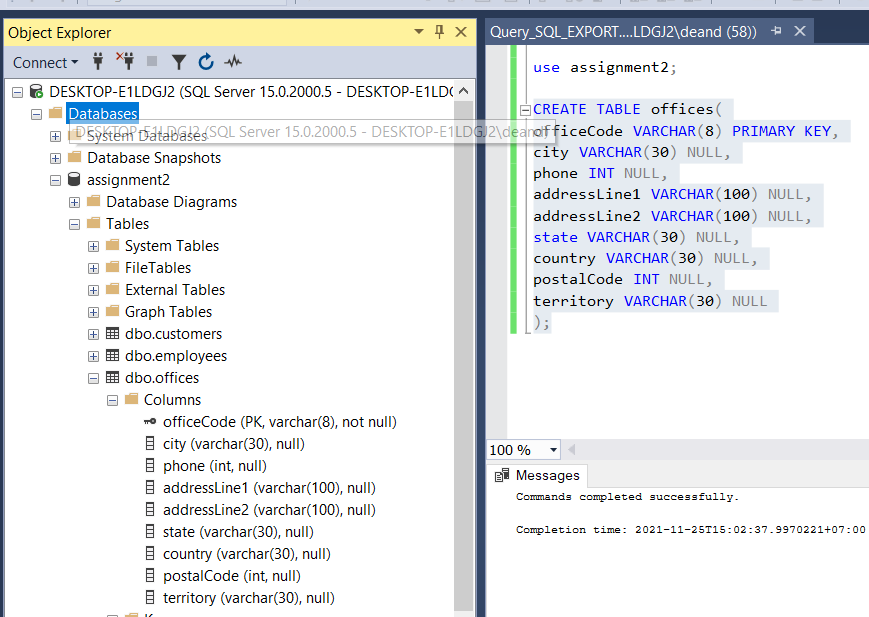 Object Explorer
Connect
DESKTOP-E1LDGJ2 (SQL Server 15.0.2000.5 - DESKTOP-E1LDG
Databases
DESKTOP-E1LDGJ2 (SQL Server 15.0.2000.5 - DESKTOP-E1LDGJ2\deand)
System Databases
Database Snapshots
assignment2
Database Diagrams
Tables
System Tables
FileTables
External Tables
Graph Tables
dbo.customers
dbo.employees
dbo.offices
Columns
officeCode (PK, varchar(8), not null)
city (varchar(30), null)
phone (int, null)
addressLine1 (varchar(100), null)
addressLine2 (varchar(100), null)
state (varchar(30), null)
country (varchar(30), null)
postalCode (int, null)
territory (varchar(30), null)
Query_SQL_EXPORT....LDGJ2\deand (58))
use assignment2;
CREATE TABLE offices(
officeCode VARCHAR(8) PRIMARY KEY,
city VARCHAR(30) NULL,
phone INT NULL,
addressLine1 VARCHAR(100) NULL,
addressLine2 VARCHAR(100) NULL,
state VARCHAR(30) NULL,
country VARCHAR(30) NULL,
postalCode INT NULL,
territory VARCHAR(30) NULL
);
100 %
Messages
Commands completed successfully.
Completion time: 2021-11-25T15:02:37.9970221+07:00